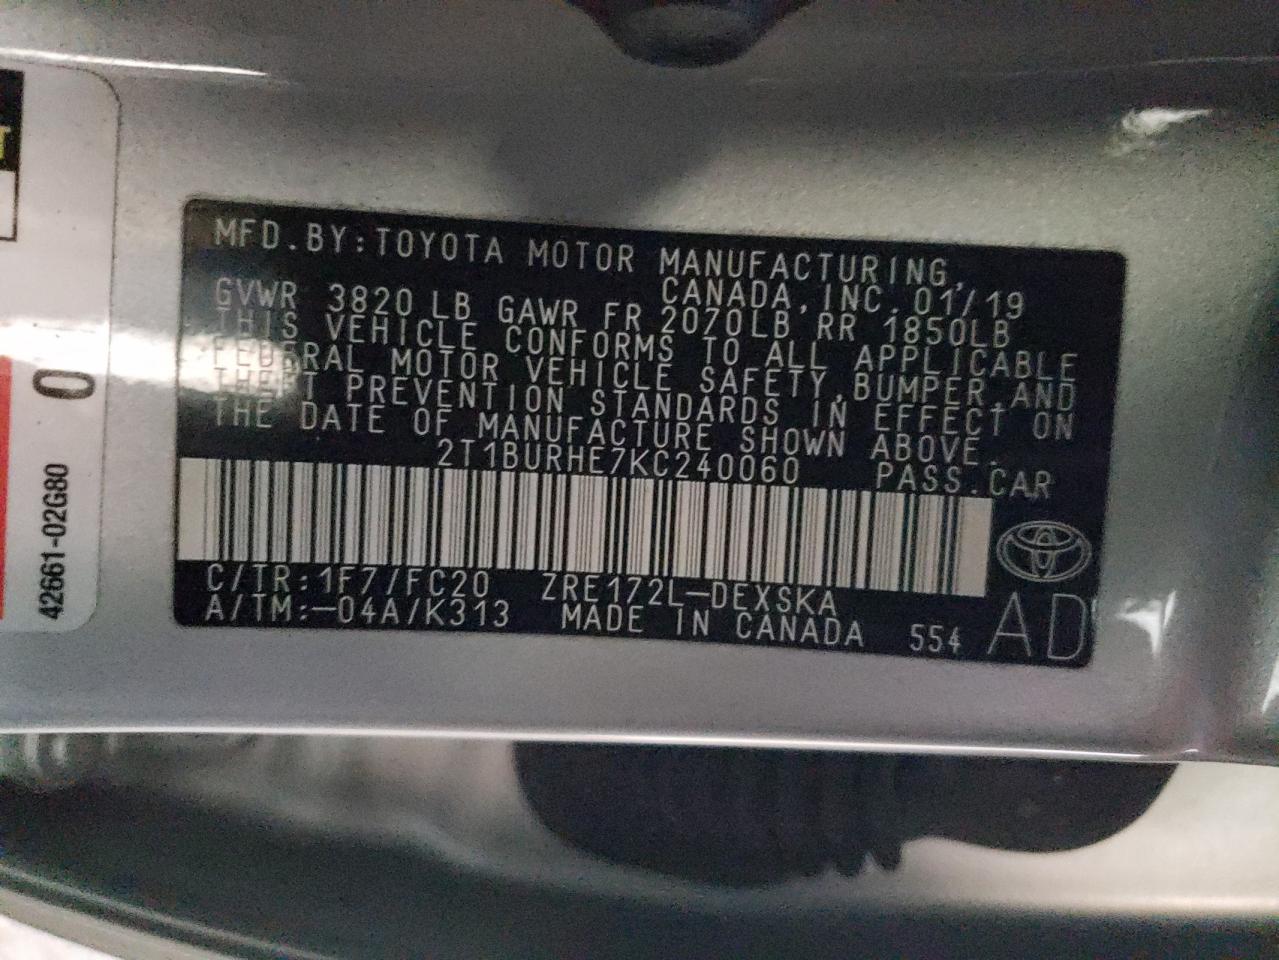 MFD.BY:TOYOTA MOTOR MANUFACTURING,
CANADA,INC.01/19
GVWR 3820LB GAWR FR 2070LB RR 1850LB
THIS VEHICLE CONFORMS TO ALL APPLICABLE
FEDERAL MOTOR VEHICLE SAFETY,BUMPER,AND
THEFT PREVENTION STANDARDS IN EFFECT ON
THE DATE OF MANUFACTURE SHOWN ABOVE.
2T1BURHE7KC240060 PASS.CAR
C/TR:1F7/FC20 ZRE172L-DEXSKA
A/TM:-04A/K313 MADE IN CANADA 554 AD
42661-02G80 0